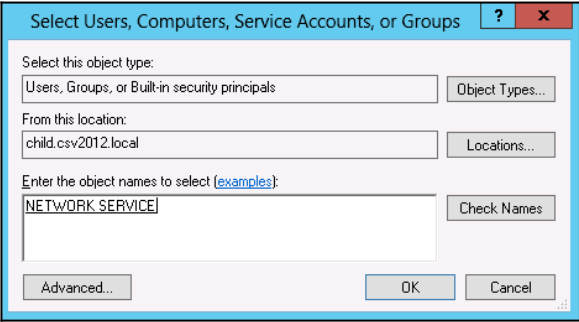 Select Users, Computers, Service Accounts, or Groups
? x
Select this object type:
Users, Groups, or Built-in security principals
Object Types...
From this location:
child.csv2012.local
Locations...
Enter the object names to select (examples):
NETWORK SERVICE
Check Names
Advanced...
OK
Cancel